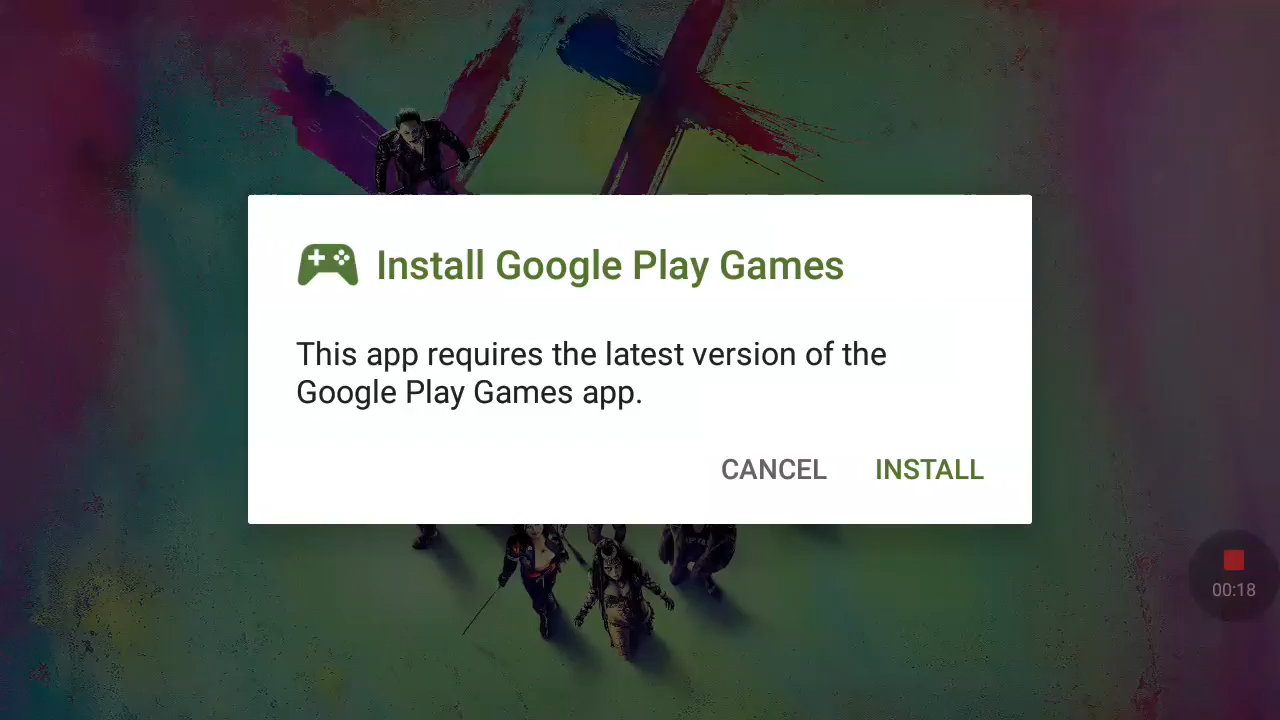 Install Google Play Games
This app requires the latest version of the
Google Play Games app.
CANCEL INSTALL
00:18